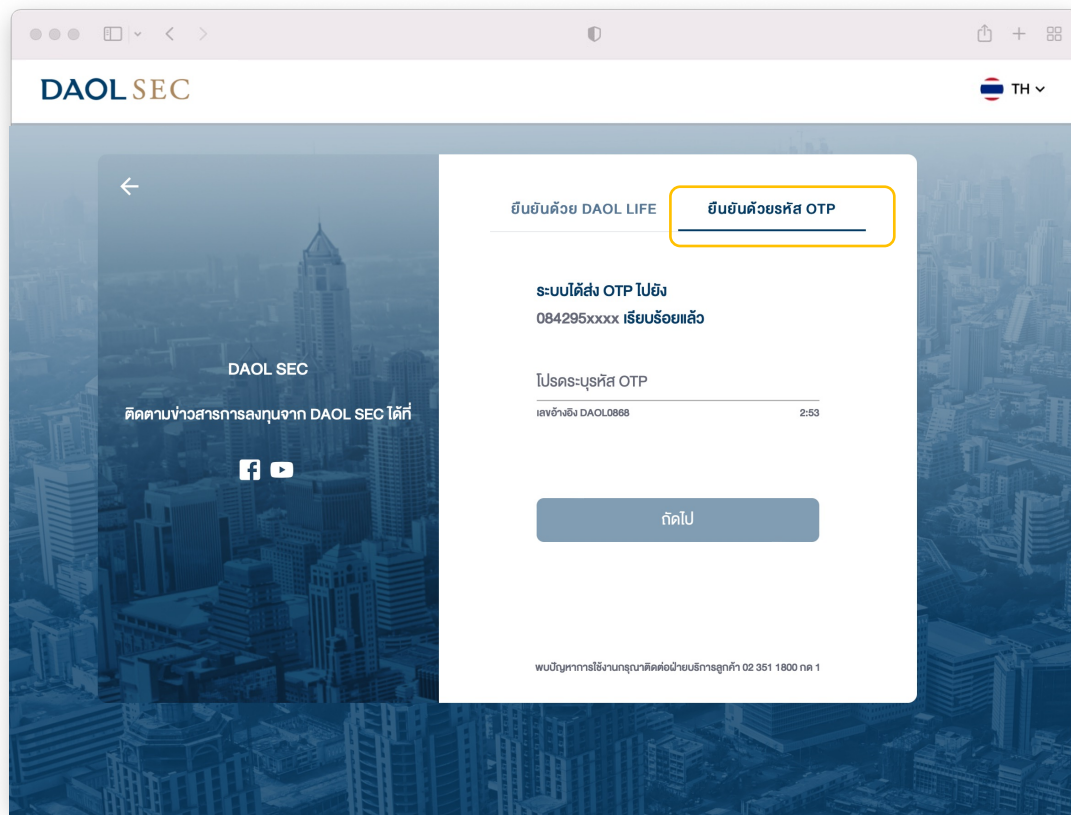 DAOL SEC
TH
ยืนยันด้วย DAOL LIFE
ยืนยันด้วยรหัส OTP
ระบบได้ส่ง OTP ไปยัง
084295xxxx เรียบร้อยแล้ว
โปรดระบุรหัส OTP
เลขอ้างอิง DAOL0868 2:53
ถัดไป
พบปัญหาการใช้งานกรุณาติดต่อฝ่ายบริการลูกค้า 02 351 1800 กด 1
DAOL SEC
ติดตามข่าวสารการลงทุนจาก DAOL SEC ได้ที่